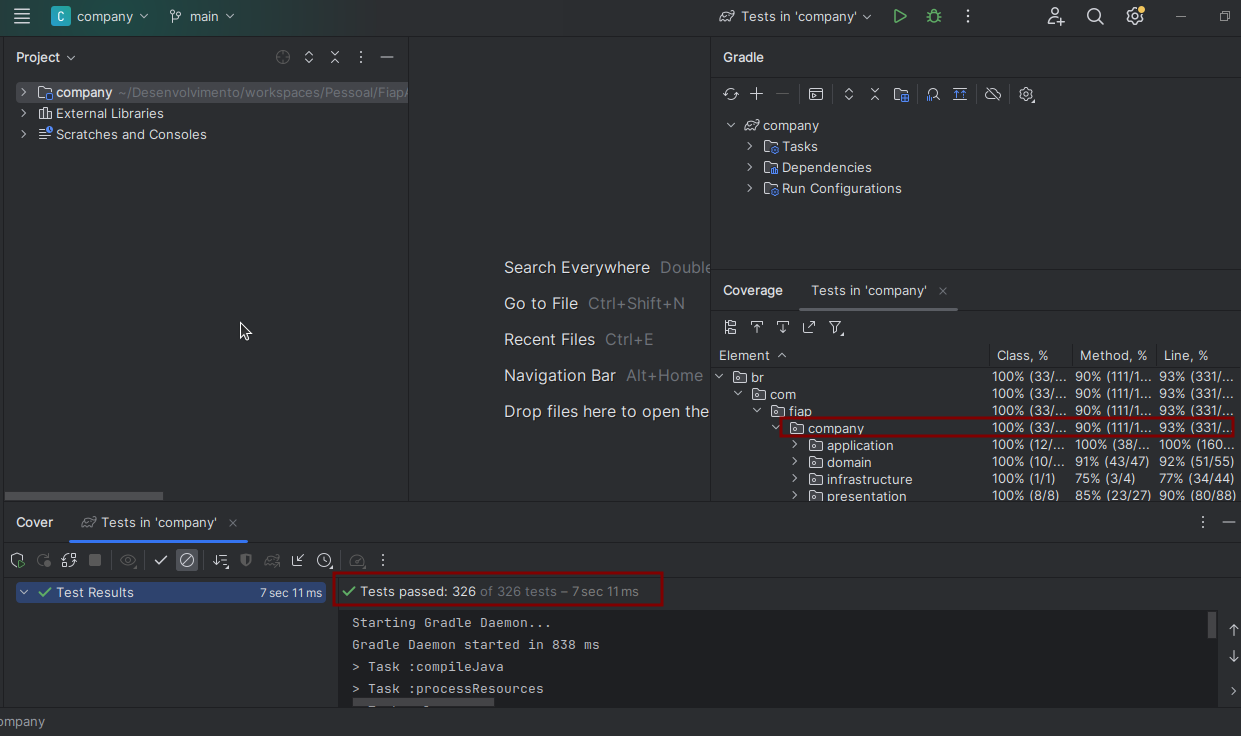 C company main Tests in 'company'
Project
company ~/Desenvolvimento/workspaces/Pessoal/Fiap
External Libraries
Scratches and Consoles
Search Everywhere Double
Go to File Ctrl+Shift+N
Recent Files Ctrl+E
Navigation Bar Alt+Home
Drop files here to open the
Gradle
company
Tasks
Dependencies
Run Configurations
Coverage Tests in 'company'
Element Class, % Method, % Line, %
br 100% (33/... 90% (111/1... 93% (331/...
com 100% (33/... 90% (111/1... 93% (331/...
fiap 100% (33/... 90% (111/1... 93% (331/...
company 100% (33/... 90% (111/1... 93% (331/...
application 100% (12/... 100% (38/... 100% (160...
domain 100% (10/... 91% (43/47) 92% (51/55)
infrastructure 100% (1/1) 75% (3/4) 77% (34/44)
presentation 100% (8/8) 85% (23/27) 90% (80/88)
Cover Tests in 'company'
Test Results 7 sec 11 ms
Tests passed: 326 of 326 tests – 7 sec 11 ms
Starting Gradle Daemon...
Gradle Daemon started in 838 ms
> Task :compileJava
> Task :processResources
ompany